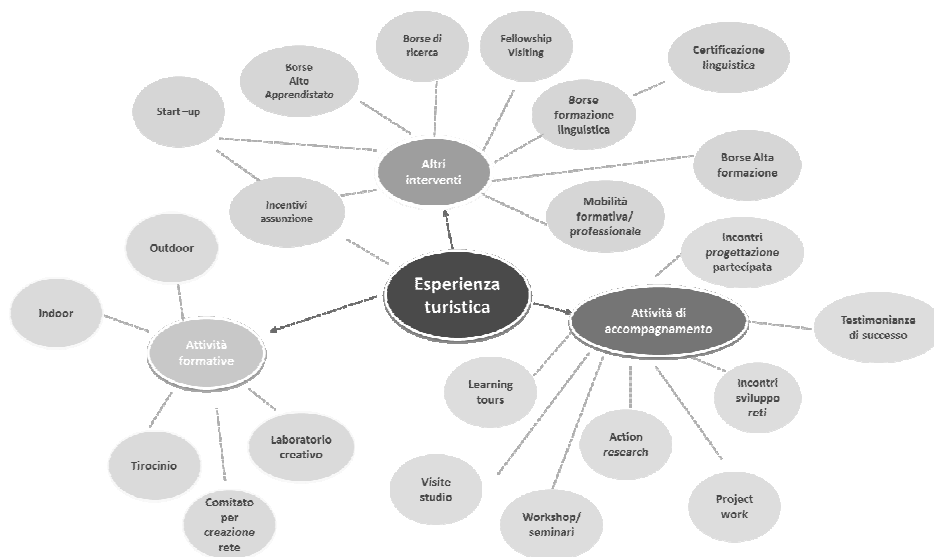 Borse di
ricerca
Fellowship
Visiting
Certificazione
linguistica
Borse
Alto
Apprendistato
Start –up
Borse
formazione
linguistica
Altri
interventi
Borse Alta
formazione
Incentivi
assunzione
Mobilità
formativa/
professionale
Outdoor
Incontri
progettazione
partecipata
Esperienza
turistica
Indoor
Attività di
accompagnamento
Testimonianze
di successo
Attività
formative
Learning
tours
Incontri
sviluppo
reti
Laboratorio
creativo
Action
research
Tirocinio
Visite
studio
Project
work
Comitato
per
creazione
rete
Workshop/
seminari